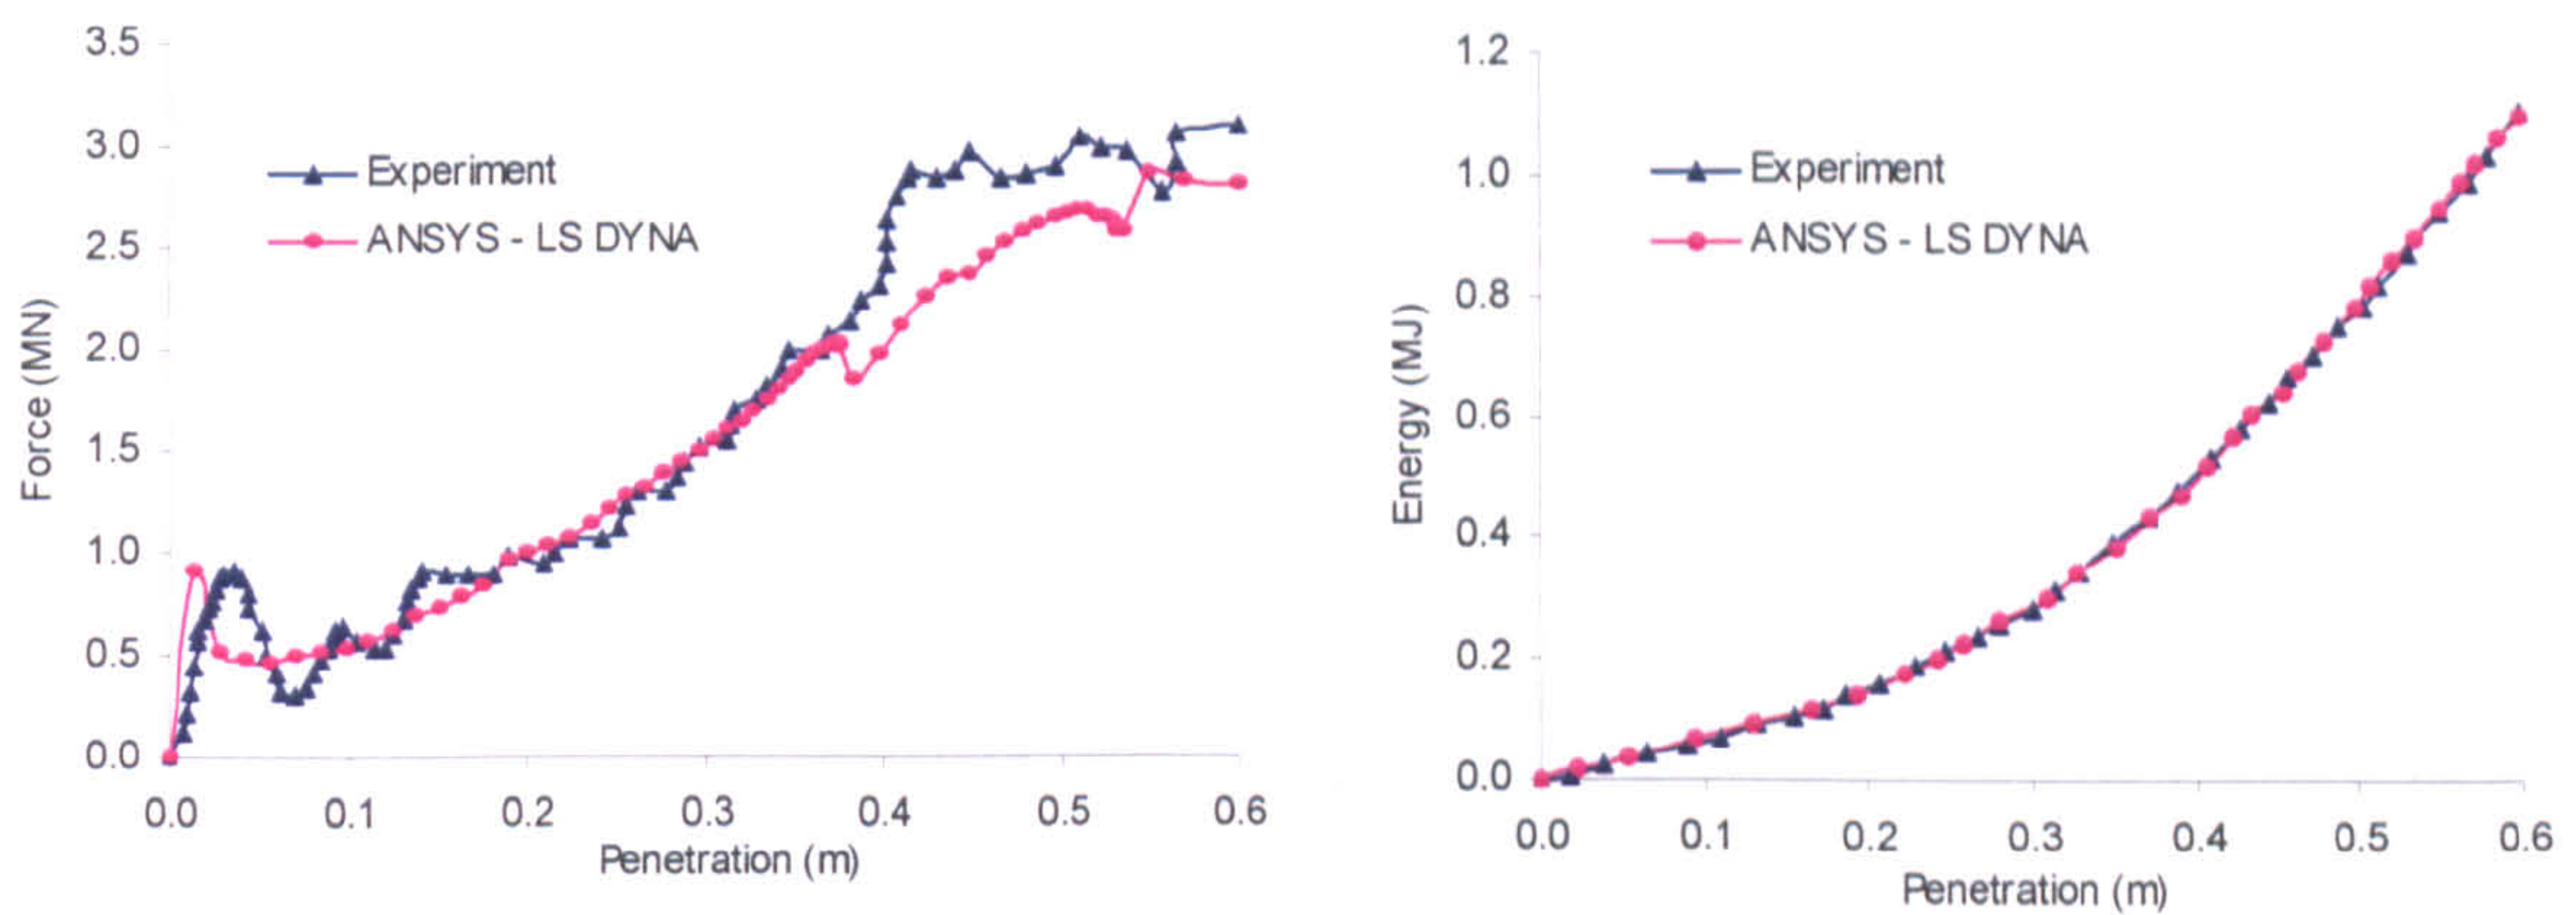 3.5
3.0
2.5
2.0
1.5
1.0
0.5
0.0
Force (MN)
Experiment
ANSYS - LS DYNA
0.0 0.1 0.2 0.3 0.4 0.5 0.6
Penetration (m)
1.2
1.0
0.8
0.6
0.4
0.2
0.0
Energy (MJ)
Experiment
ANSYS - LS DYNA
0.0 0.1 0.2 0.3 0.4 0.5 0.6
Penetration (m)